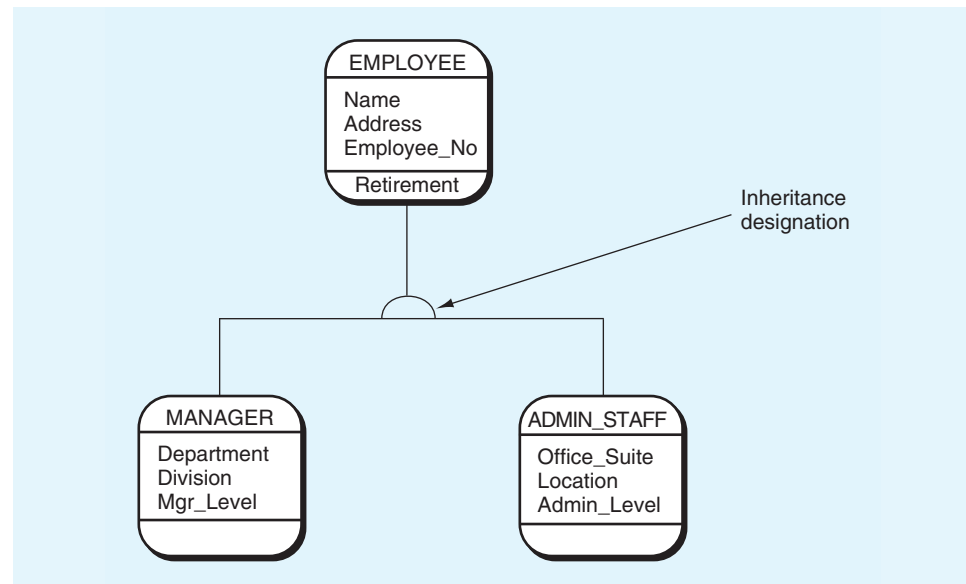 EMPLOYEE
Name
Address
Employee_No
Retirement
Inheritance
designation
MANAGER
Department
Division
Mgr_Level
ADMIN_STAFF
Office_Suite
Location
Admin_Level